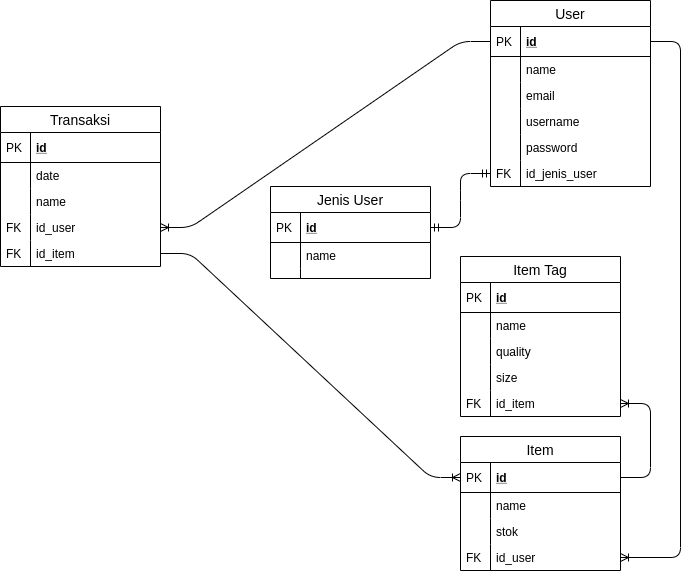 User
PK id
name
email
username
password
FK id_jenis_user
Transaksi
PK id
date
name
FK id_user
FK id_item
Jenis User
PK id
name
Item Tag
PK id
name
quality
size
FK id_item
Item
PK id
name
stok
FK id_user